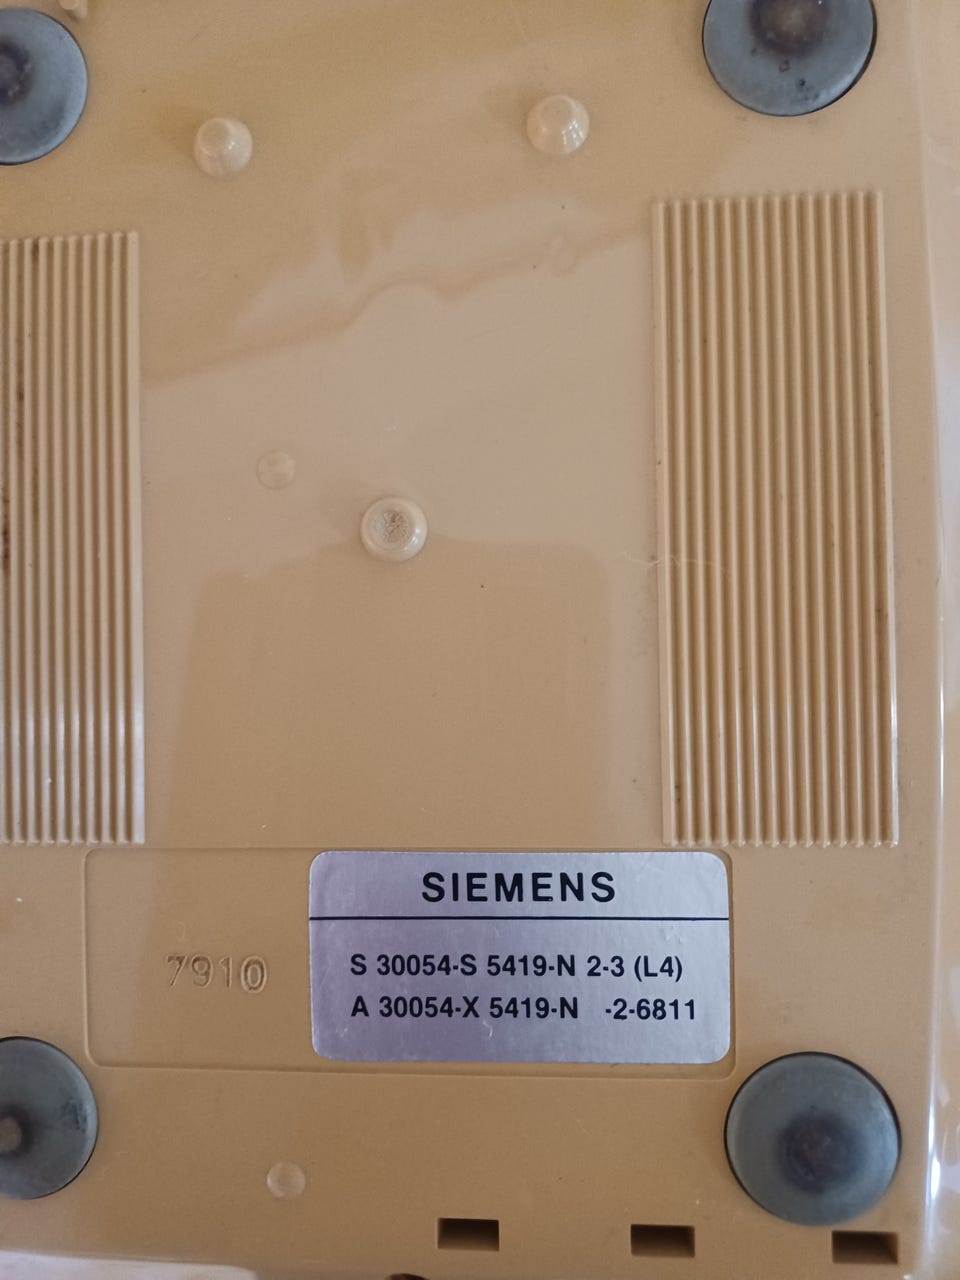 SIEMENS
7910
S 30054-S 5419-N 2-3 (L4)
A 30054-X 5419-N -2-6811